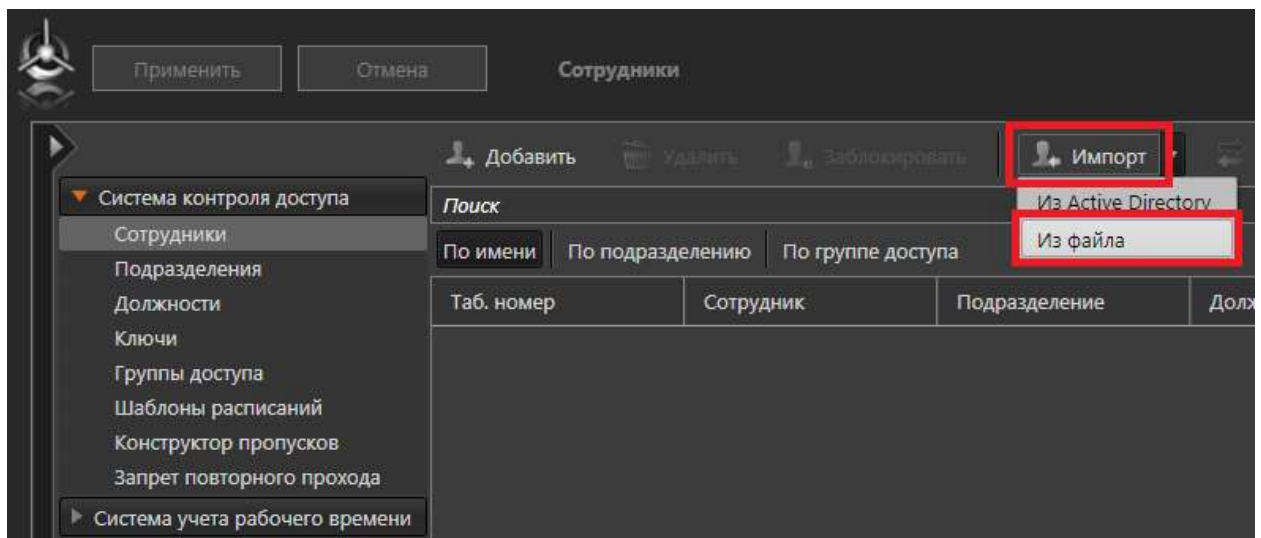 Применить Отмена Сотрудники
Добавить Удалить Заблокировать Импорт
Система контроля доступа
Поиск
Из Active Directory
Сотрудники
Из файла
По имени По подразделению По группе доступа
Подразделения
Таб. номер Сотрудник Подразделение Долж
Должности
Ключи
Группы доступа
Шаблоны расписаний
Конструктор пропусков
Запрет повторного прохода
Система учета рабочего времени